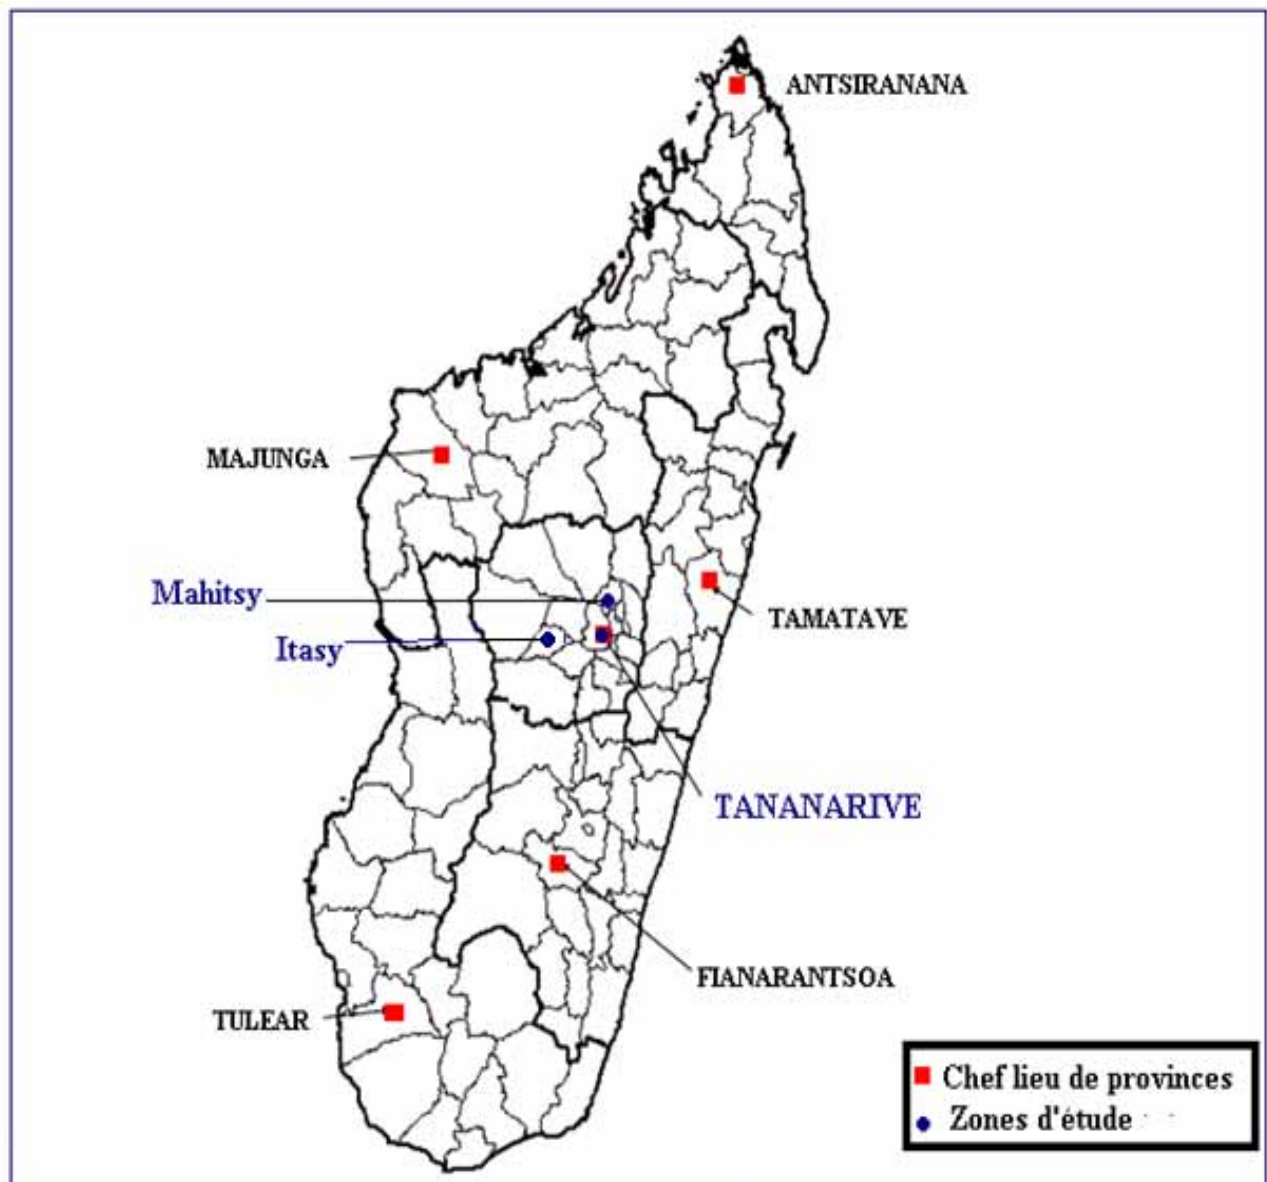 ANTSIRANANA
MAJUNGA
Mahitsy
TAMATAVE
Itasy
TANANARIVE
FIANARANTSOA
TULEAR
Chef lieu de provinces
Zones d'étude